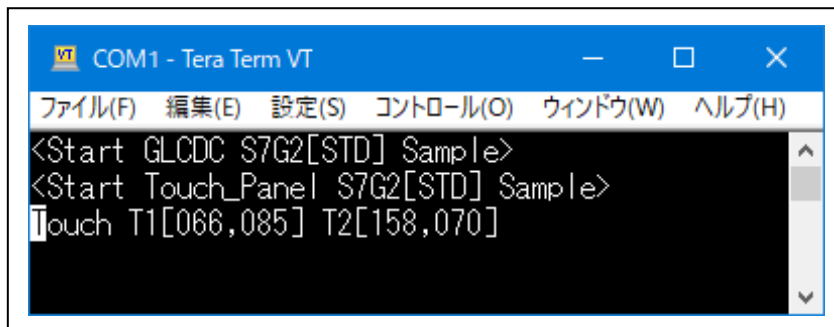 COM1 - Tera Term VT
ファイル(F) 編集(E) 設定(S) コントロール(O) ウィンドウ(W) ヘルプ(H)
<Start GLCDC S7G2[STD] Sample>
<Start Touch_Panel S7G2[STD] Sample>
Touch T1[066,085] T2[158,070]